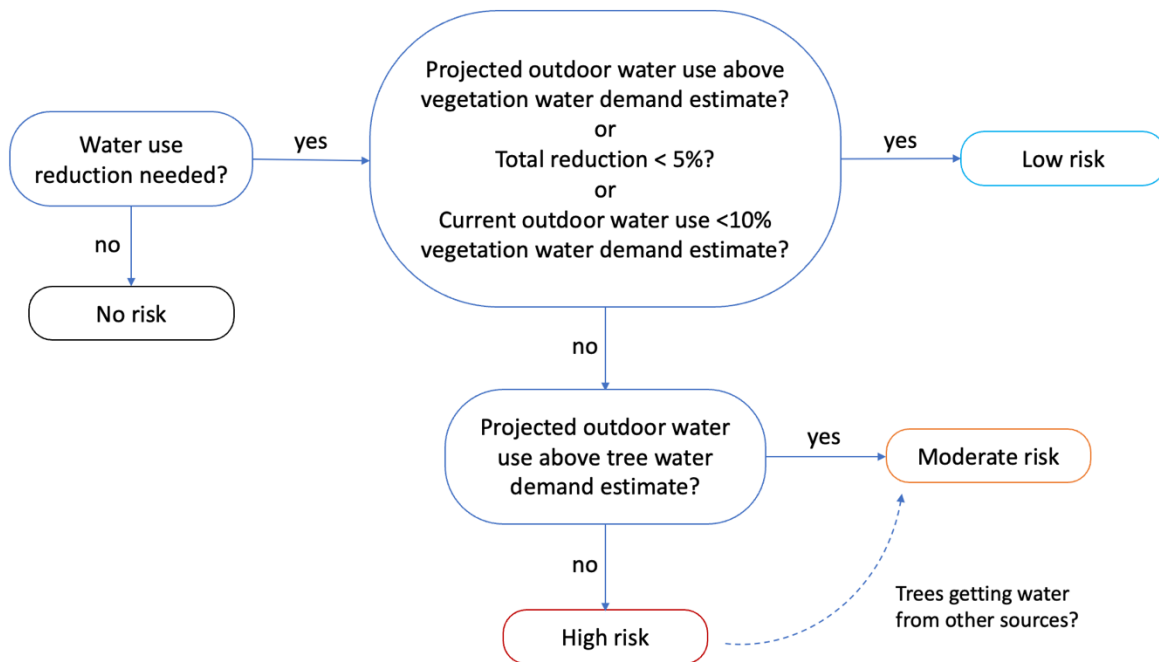 Water use
reduction needed?
yes
no
No risk
Projected outdoor water use above
vegetation water demand estimate?
or
Total reduction < 5%?
or
Current outdoor water use <10%
vegetation water demand estimate?
yes
Low risk
no
Projected outdoor water
use above tree water
demand estimate?
yes
Moderate risk
no
High risk
Trees getting water
from other sources?